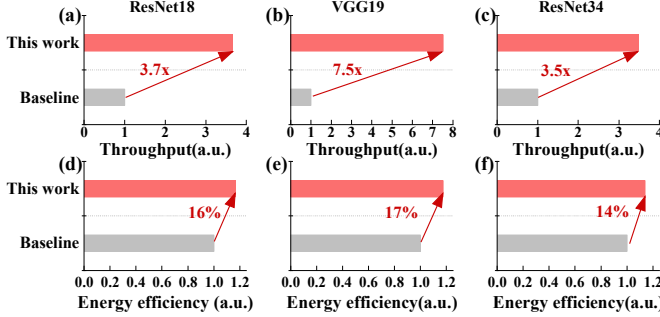 (a) ResNet18 (b) VGG19 (c) ResNet34
This work
3.7x 7.5x 3.5x
Baseline
0 1 2 3 4 0 1 2 3 4 5 6 7 8 0 1 2 3 4
Throughput(a.u.) Throughput(a.u.) Throughput(a.u.)
(d) (e) (f)
This work
16% 17% 14%
Baseline
0.0 0.2 0.4 0.6 0.8 1.0 1.2 0.0 0.2 0.4 0.6 0.8 1.0 1.2 0.0 0.2 0.4 0.6 0.8 1.0 1.2
Energy efficiency (a.u.) Energy efficiency(a.u.) Energy efficiency(a.u.)